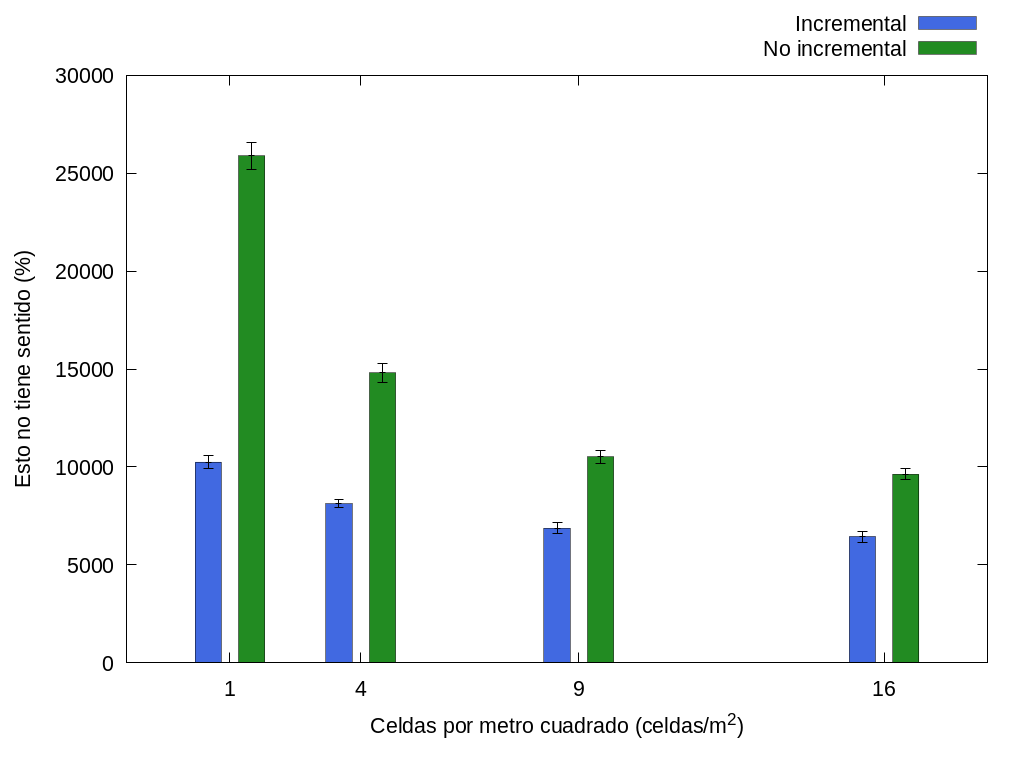 Incremental
No incremental
30000
25000
20000
15000
10000
5000
0
Esto no tiene sentido (%)
1 4 9 16
Celdas por metro cuadrado (celdas/m²)